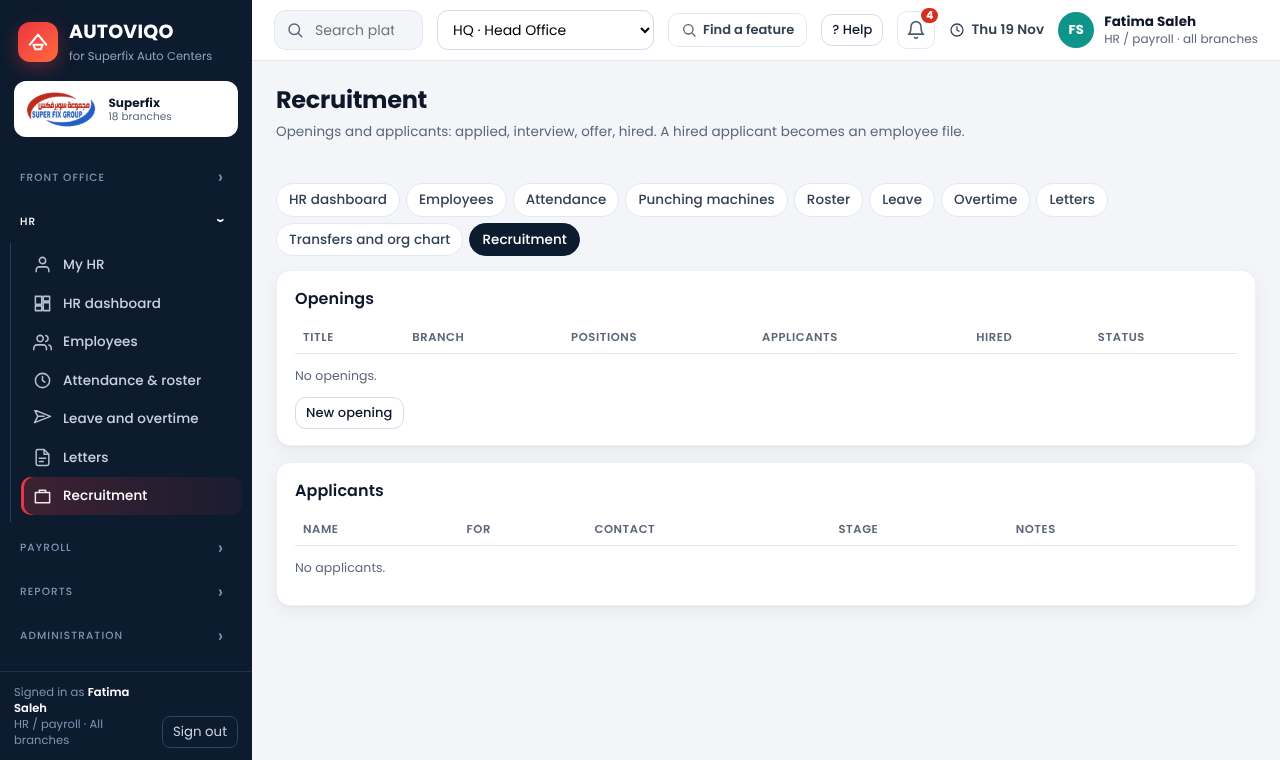 AUTOVIQO
for Superfix Auto Centers
مجموعة سوبر فكس
SUPER FIX GROUP
Superfix
18 branches
FRONT OFFICE
HR
My HR
HR dashboard
Employees
Attendance & roster
Leave and overtime
Letters
Recruitment
PAYROLL
REPORTS
ADMINISTRATION
Signed in as Fatima
Saleh
HR / payroll · All
branches
Sign out
Search plat
HQ · Head Office
Find a feature
? Help
4
Thu 19 Nov
FS
Fatima Saleh
HR / payroll · all branches
Recruitment
Openings and applicants: applied, interview, offer, hired. A hired applicant becomes an employee file.
HR dashboard Employees Attendance Punching machines Roster Leave Overtime Letters
Transfers and org chart Recruitment
Openings
TITLE BRANCH POSITIONS APPLICANTS HIRED STATUS
No openings.
New opening
Applicants
NAME FOR CONTACT STAGE NOTES
No applicants.